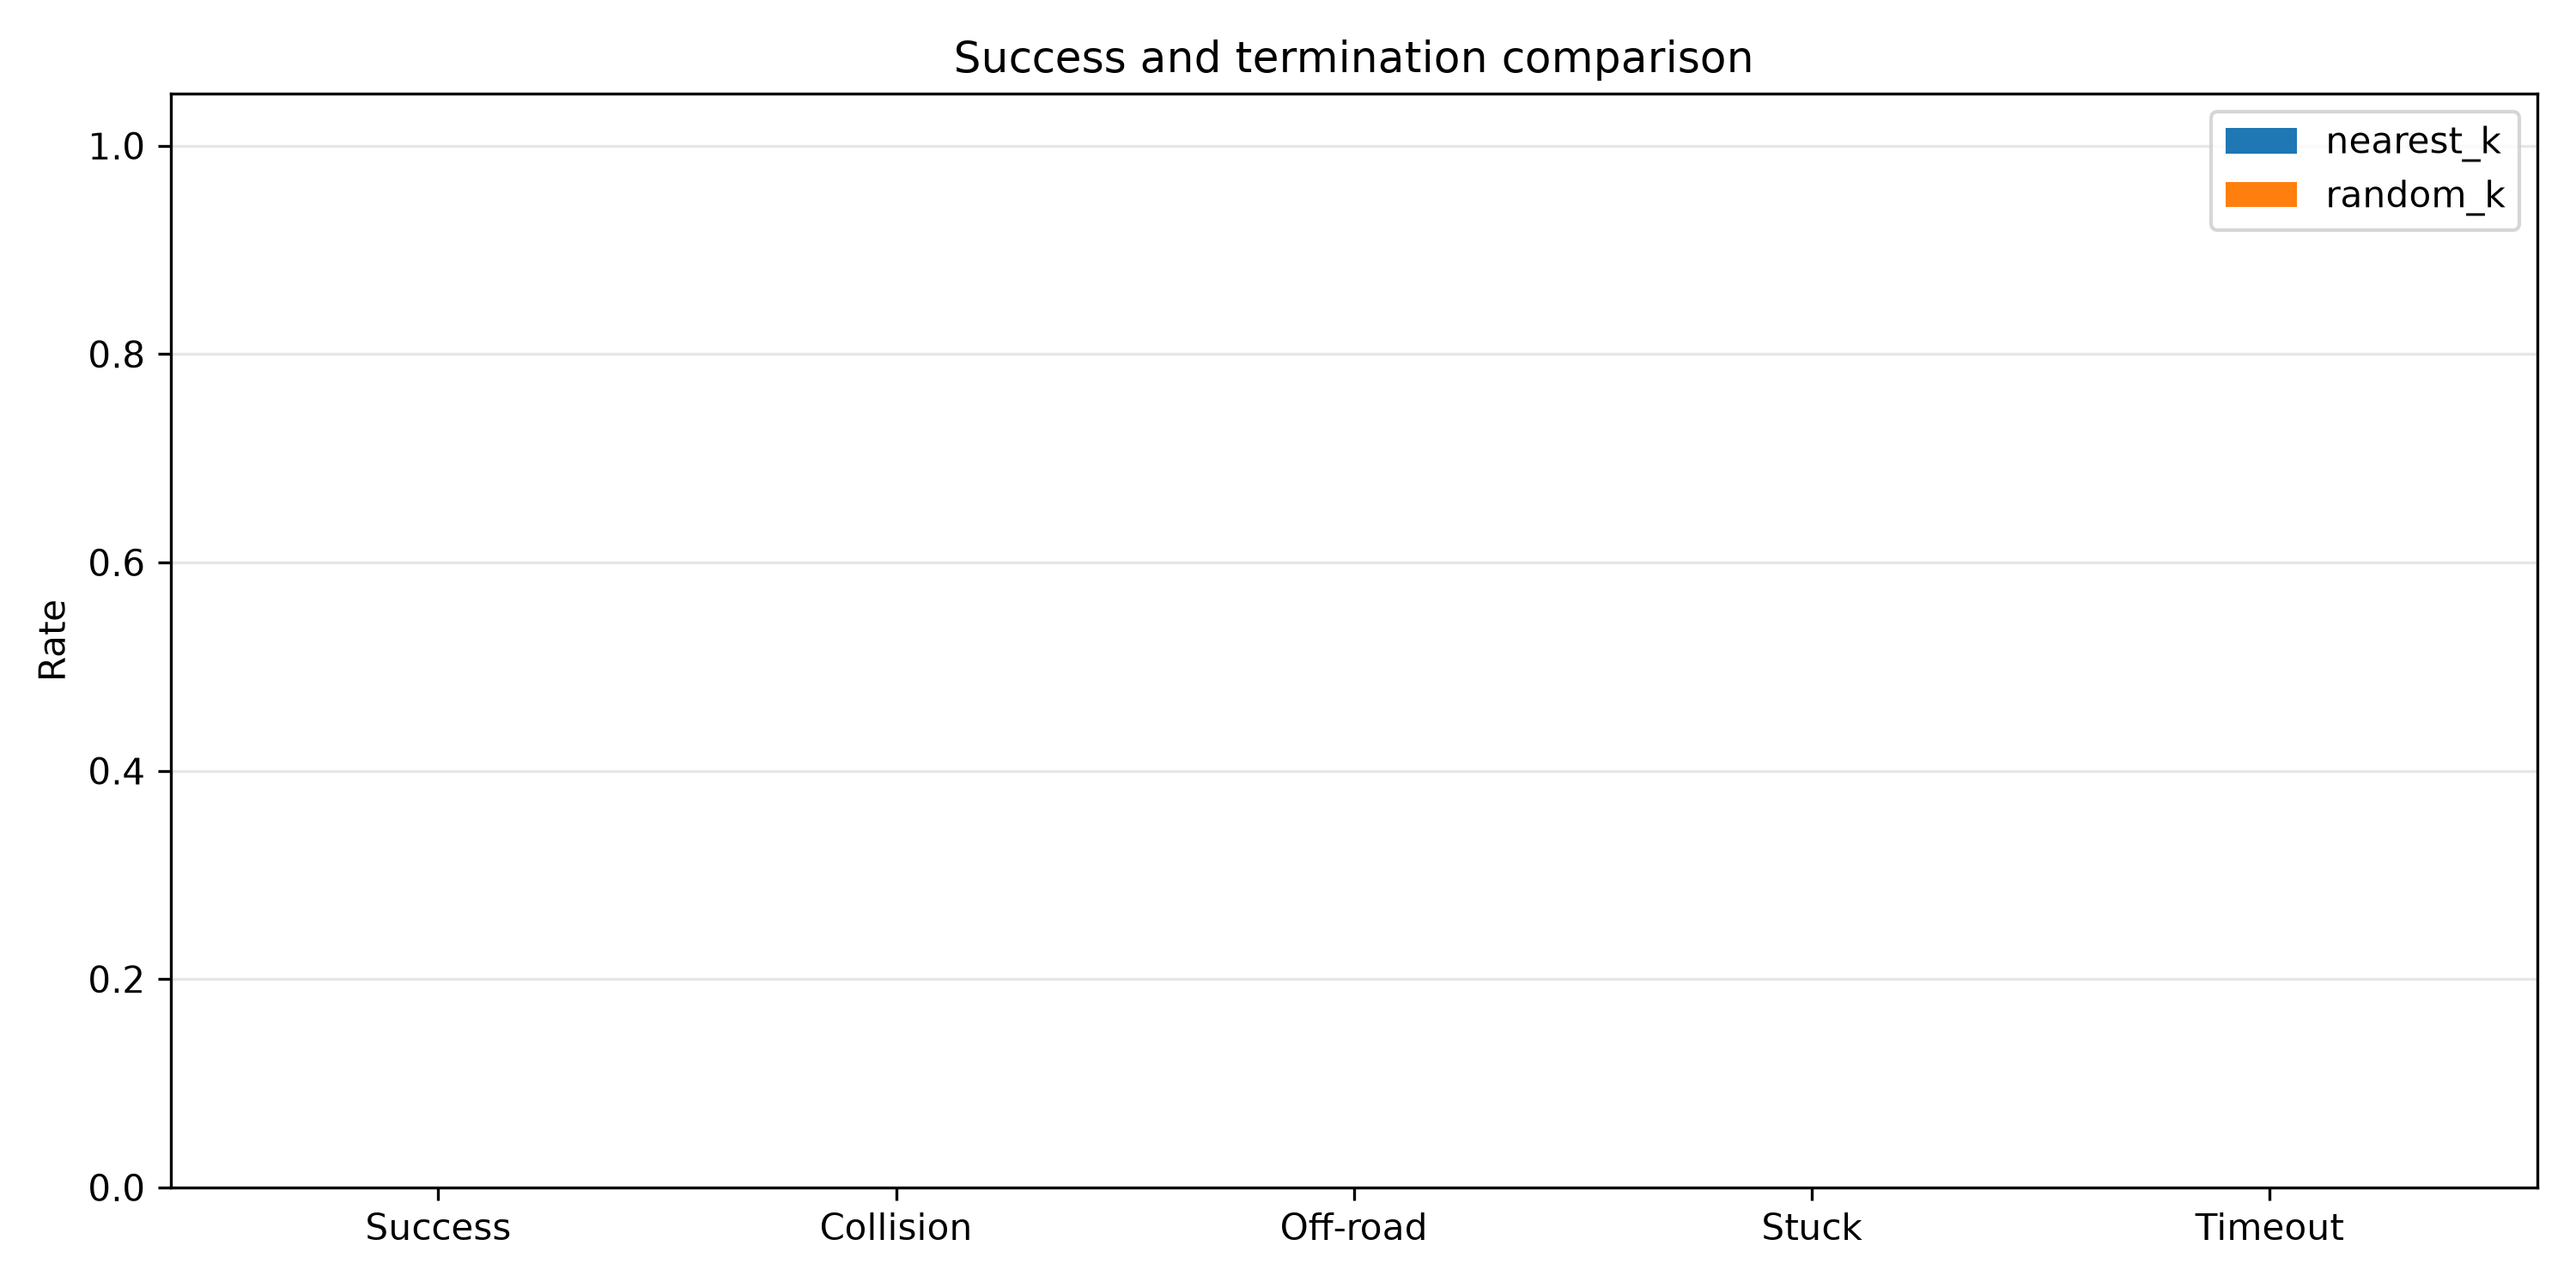 Success and termination comparison
nearest_k
random_k
1.0
0.8
0.6
0.4
0.2
0.0
Rate
Success
Collision
Off-road
Stuck
Timeout